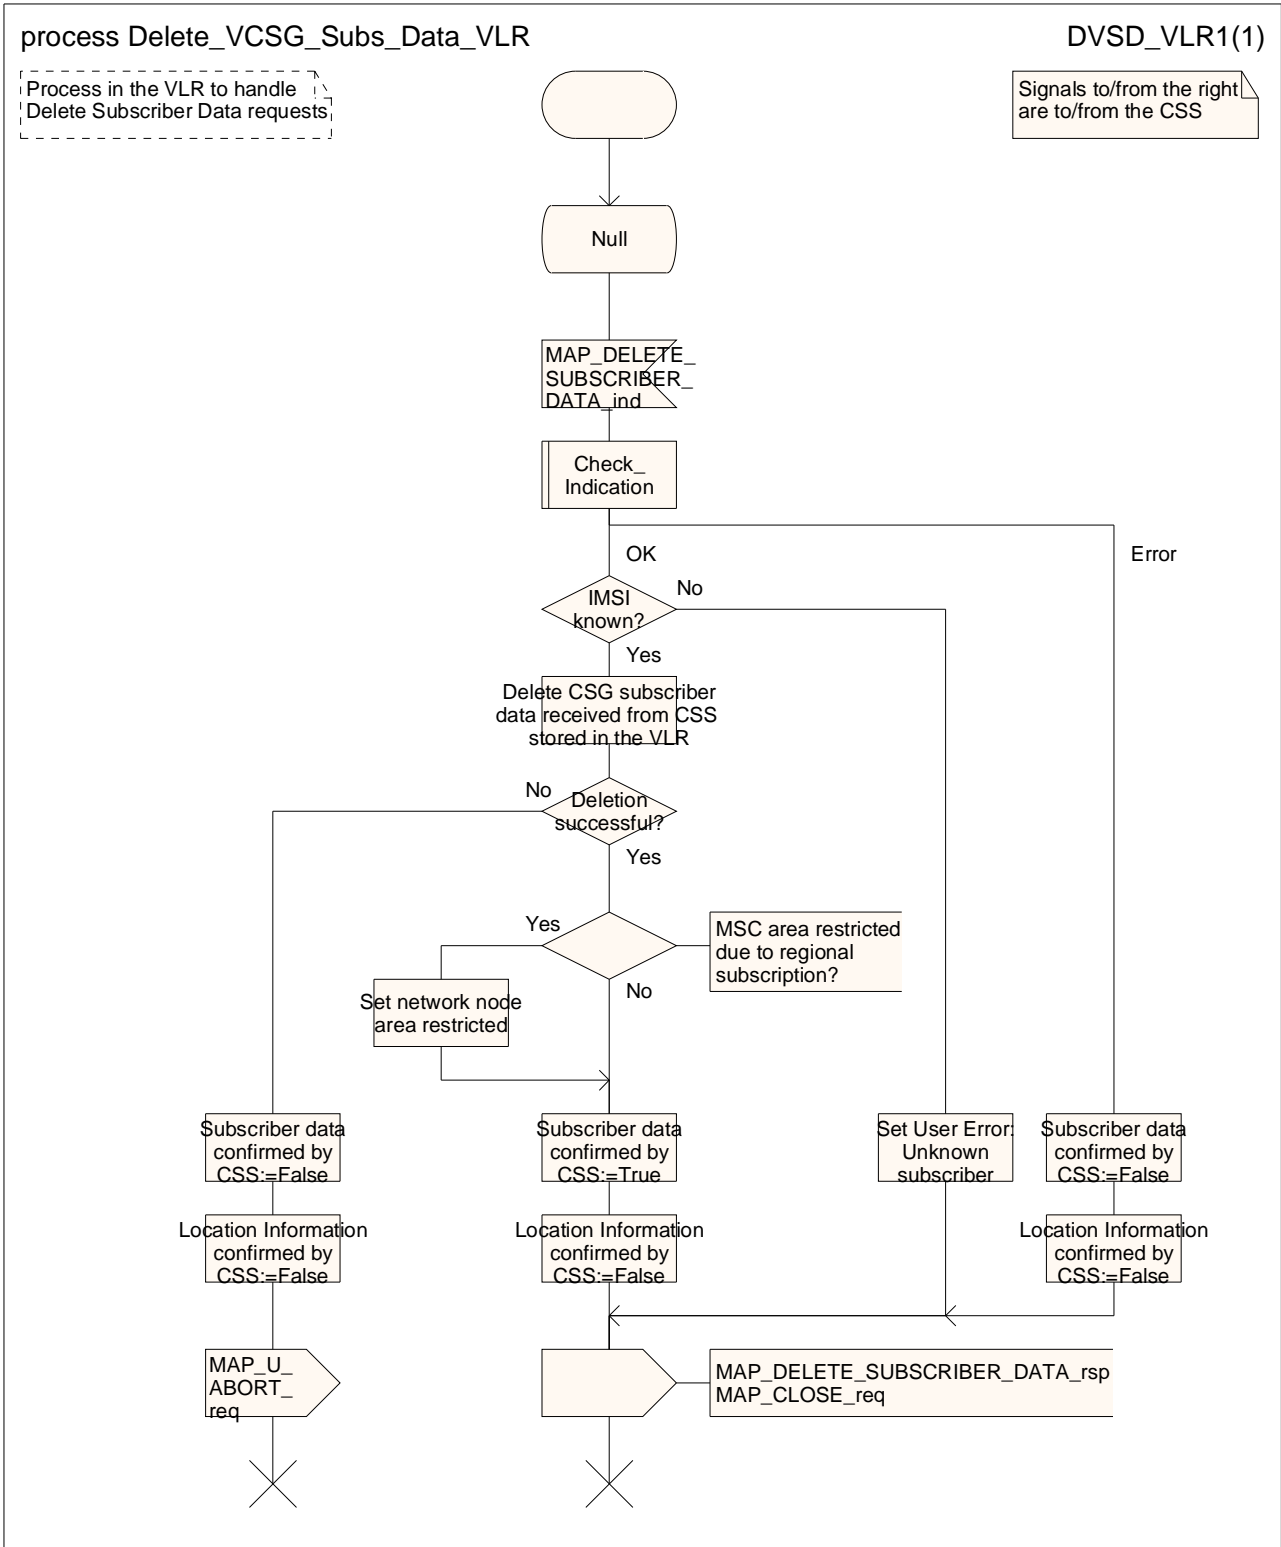 process Delete_VCSG_Subs_Data_VLR
DVSD_VLR1(1)
Process in the VLR to handle
Delete Subscriber Data requests
Signals to/from the right
are to/from the CSS
Null
MAP_DELETE_
SUBSCRIBER_
DATA_ind
Check_
Indication
OK
Error
IMSI
known?
No
Yes
Delete CSG subscriber
data received from CSS
stored in the VLR
No
Deletion
successful?
Yes
Yes
MSC area restricted
due to regional
subscription?
No
Set network node
area restricted
Subscriber data
confirmed by
CSS:=False
Subscriber data
confirmed by
CSS:=True
Set User Error:
Unknown
subscriber
Subscriber data
confirmed by
CSS:=False
Location Information
confirmed by
CSS:=False
Location Information
confirmed by
CSS:=False
Location Information
confirmed by
CSS:=False
MAP_U_
ABORT_
req
MAP_DELETE_SUBSCRIBER_DATA_rsp
MAP_CLOSE_req